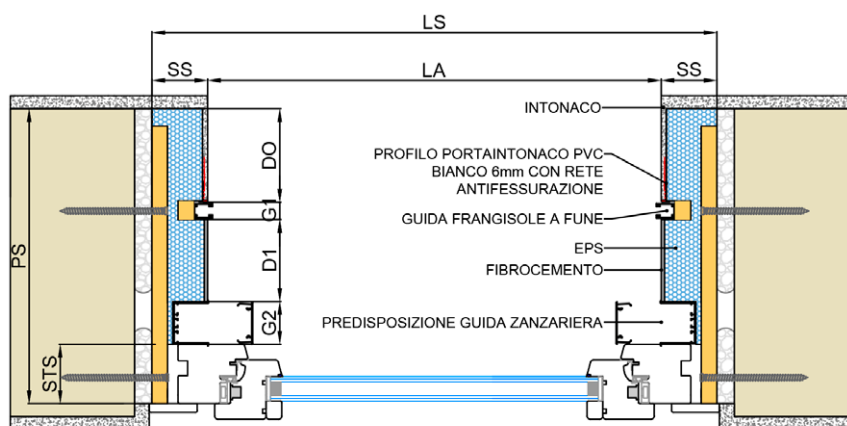 LS
SS
LA
SS
INTONACO
DO
PROFILO PORTAINTONACO PVC
BIANCO 6mm CON RETE
ANTIFESSURAZIONE
G1
GUIDA FRANGISOLE A FUNE
PS
D1
EPS
FIBROCEMENTO
G2
PREDISPOSIZIONE GUIDA ZANZARIERA
STS